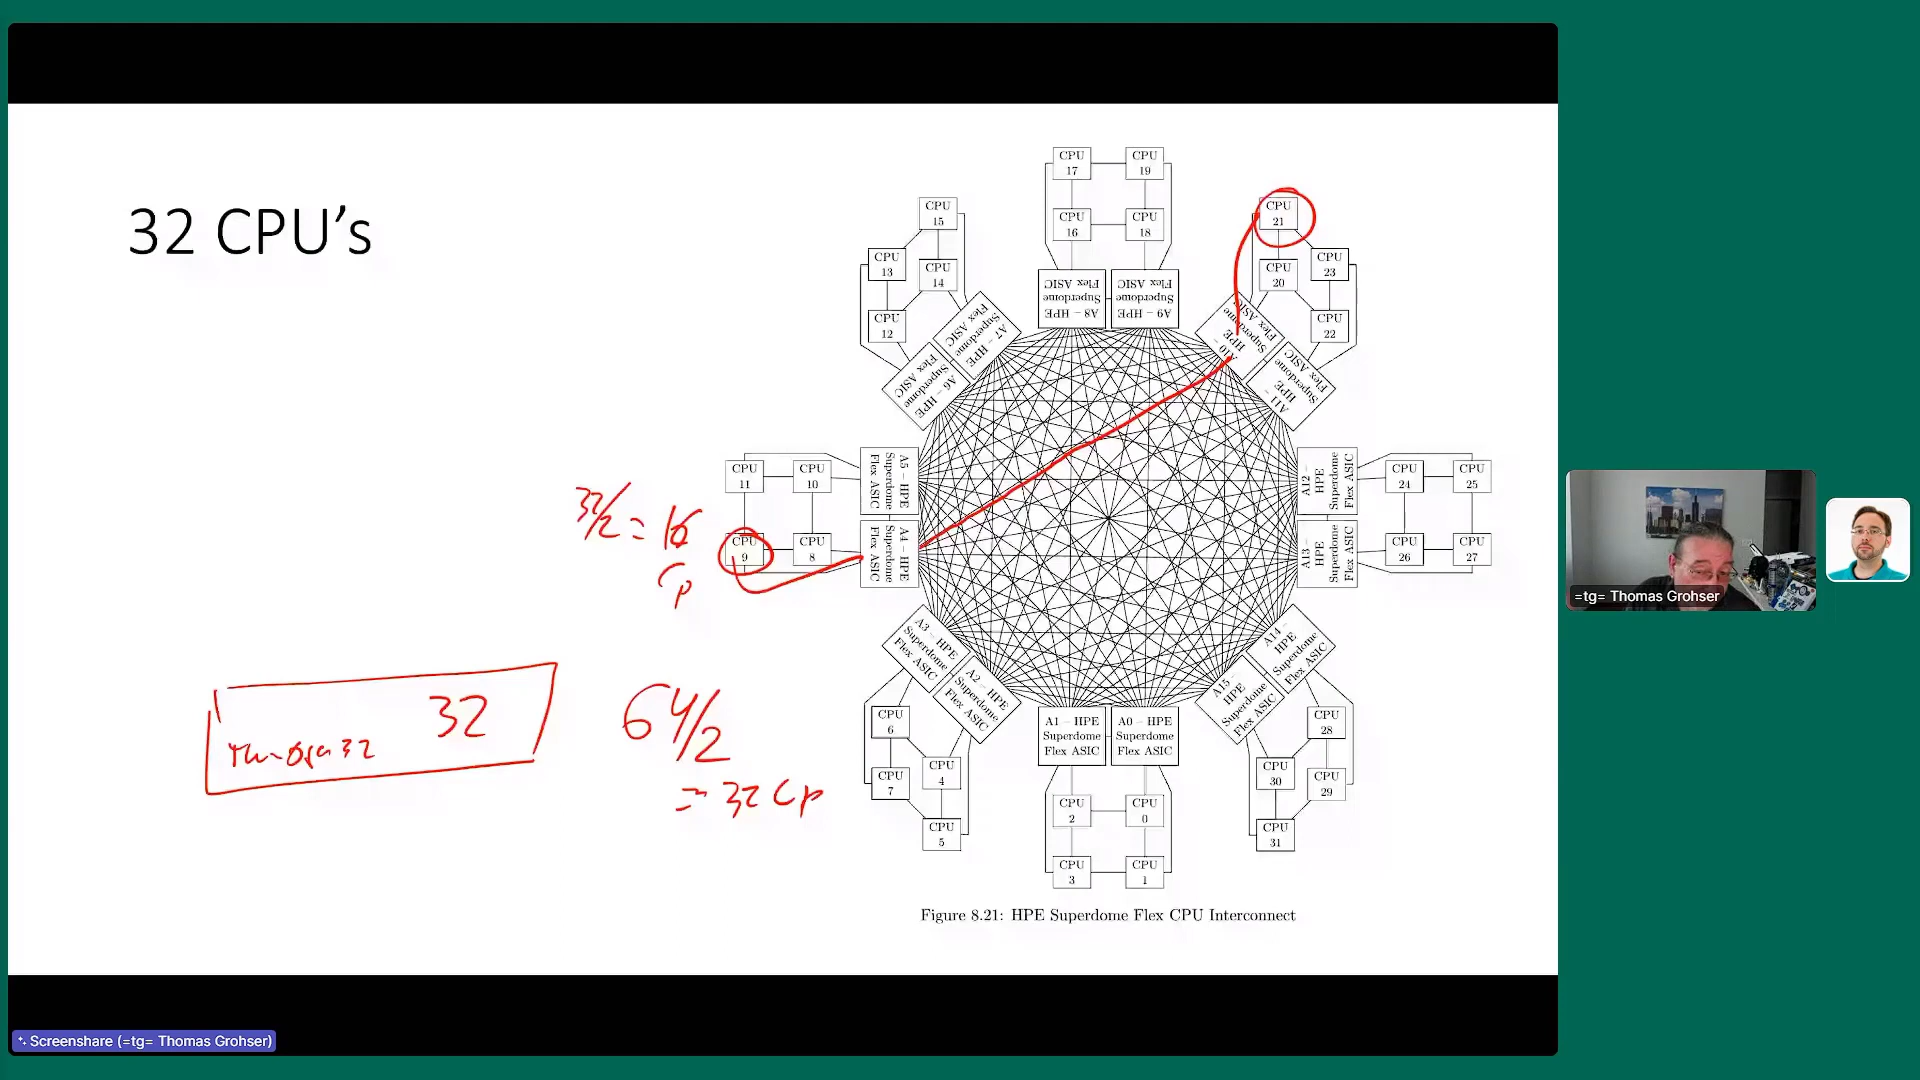 32 CPU's
CPU
17
CPU
19
CPU
16
CPU
18
CPU
15
CPU
13
CPU
14
CPU
12
CPU
21
CPU
23
CPU
20
CPU
22
A8 – HPE
Superdome
Flex ASIC
A9 – HPE
Superdome
Flex ASIC
A7 – HPE
Superdome
Flex ASIC
A6 – HPE
Superdome
Flex ASIC
A10 –
HPE
Superdome
Flex ASIC
A11 –
HPE
Superdome
Flex ASIC
CPU
11
CPU
10
A5 – HPE
Superdome
Flex ASIC
CPU
9
CPU
8
A4 – HPE
Superdome
Flex ASIC
A12 –
HPE
Superdome
Flex ASIC
CPU
24
CPU
25
A13 –
HPE
Superdome
Flex ASIC
CPU
26
CPU
27
32/2 = 16
Cp
A3 – HPE
Superdome
Flex ASIC
A2 – HPE
Superdome
Flex ASIC
A14 –
HPE
Superdome
Flex ASIC
A15 –
HPE
Superdome
Flex ASIC
A1 – HPE
Superdome
Flex ASIC
A0 – HPE
Superdome
Flex ASIC
CPU
6
CPU
4
CPU
7
CPU
5
CPU
28
CPU
30
CPU
29
CPU
31
CPU
2
CPU
0
CPU
3
CPU
1
32
32
64/2
= 32 Cp
Figure 8.21: HPE Superdome Flex CPU Interconnect
=tg= Thomas Grohser
Screenshare (=tg= Thomas Grohser)